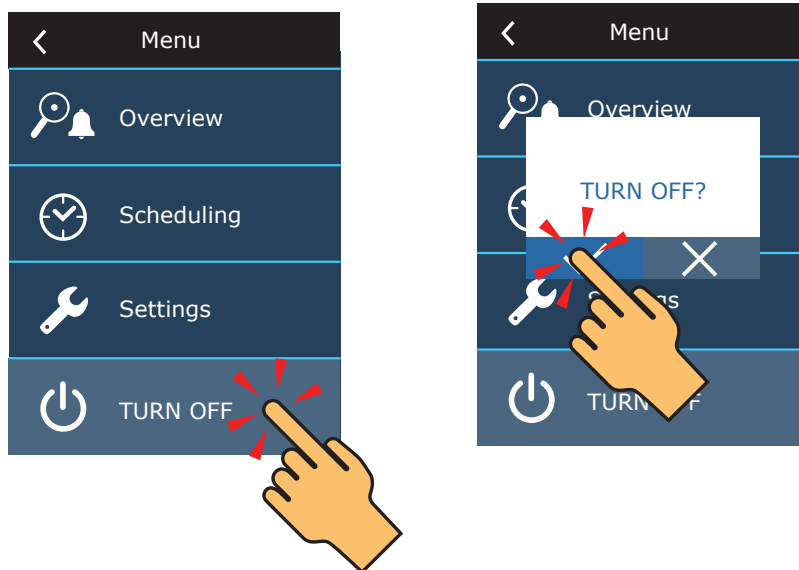 Menu
Overview
Scheduling
Settings
TURN OFF
Menu
Overview
TURN OFF?